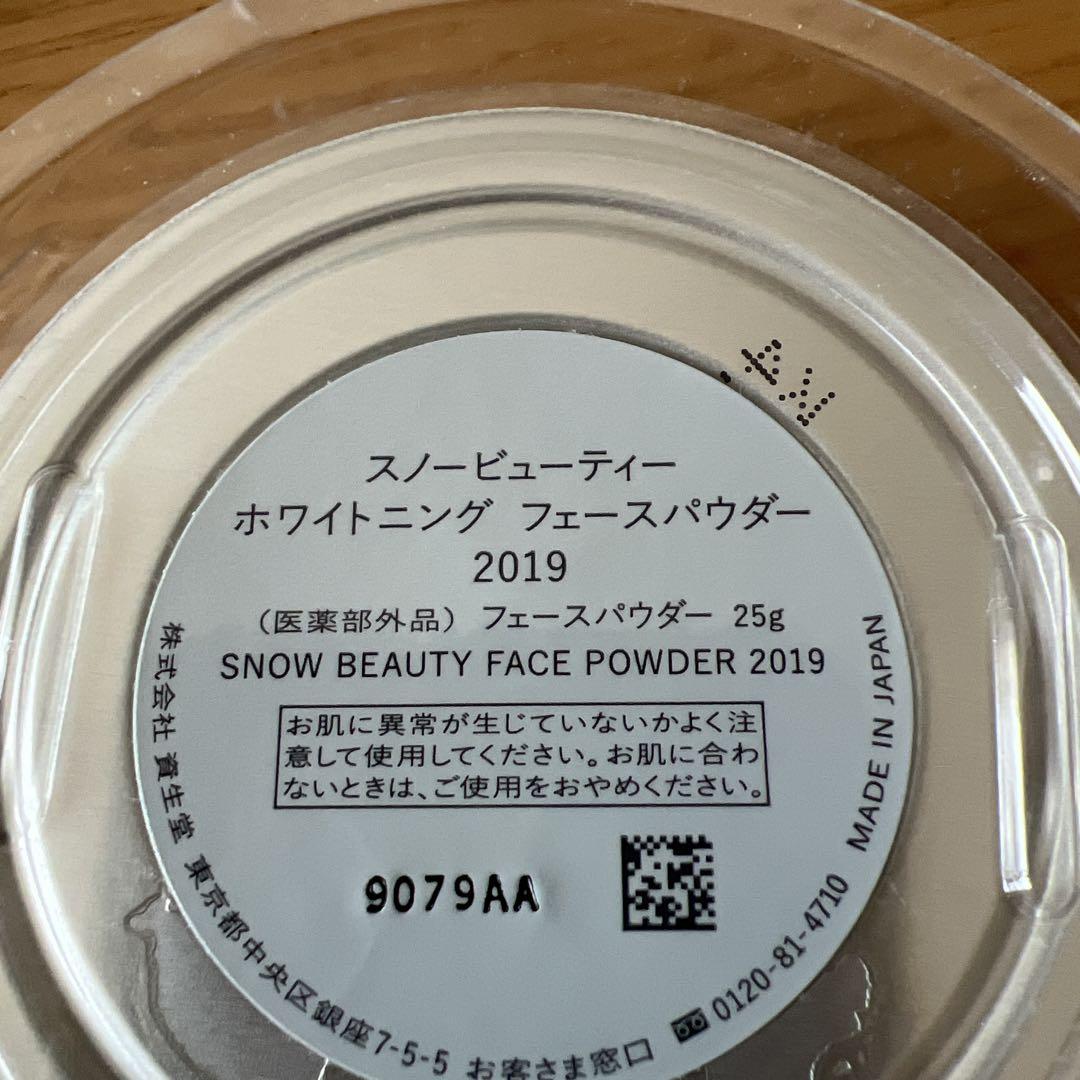 スノービューティー
ホワイトニング フェースパウダー
2019
（医薬部外品） フェースパウダー 25g
SNOW BEAUTY FACE POWDER 2019
お肌に異常が生じていないかよく注
意して使用してください。お肌に合わ
ないときは、ご使用をおやめください。
9079AA
株式会社 資生堂 東京都中央区銀座7-5-5 お客さま窓口 0120-81-4710
MADE IN JAPAN